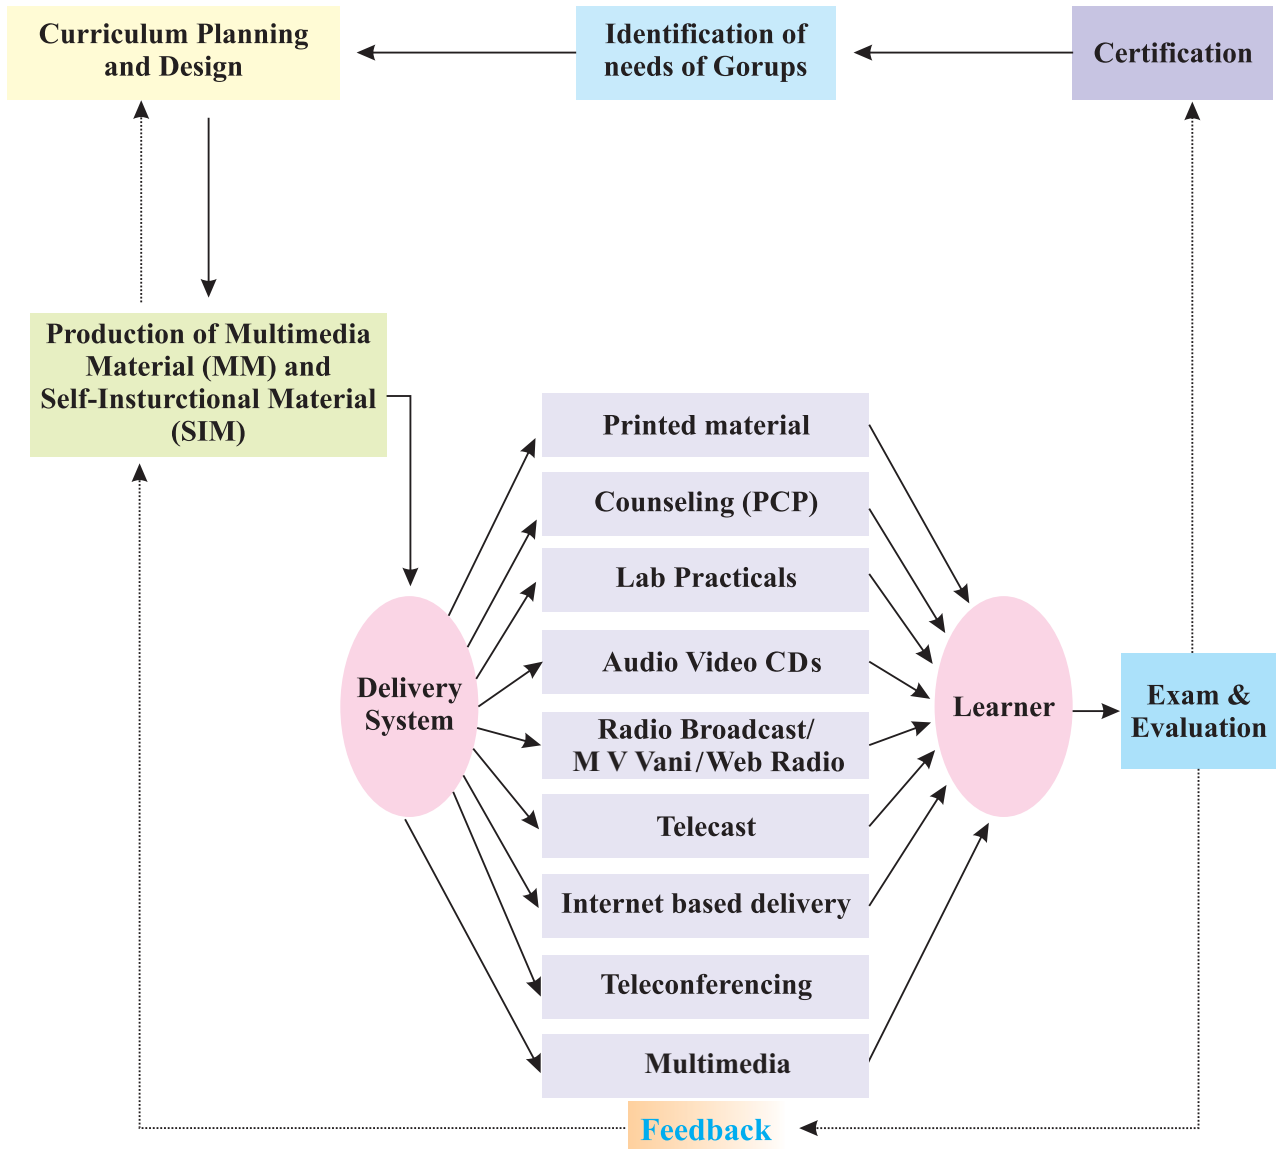 Curriculum Planning
and Design
Identification of
needs of Gorups
Certification
Production of Multimedia
Material (MM) and
Self-Insturctional Material
(SIM)
Printed material
Counseling (PCP)
Lab Practicals
Audio Video CDs
Radio Broadcast/
M V Vani/Web Radio
Telecast
Internet based delivery
Teleconferencing
Multimedia
Delivery
System
Learner
Exam &
Evaluation
Feedback